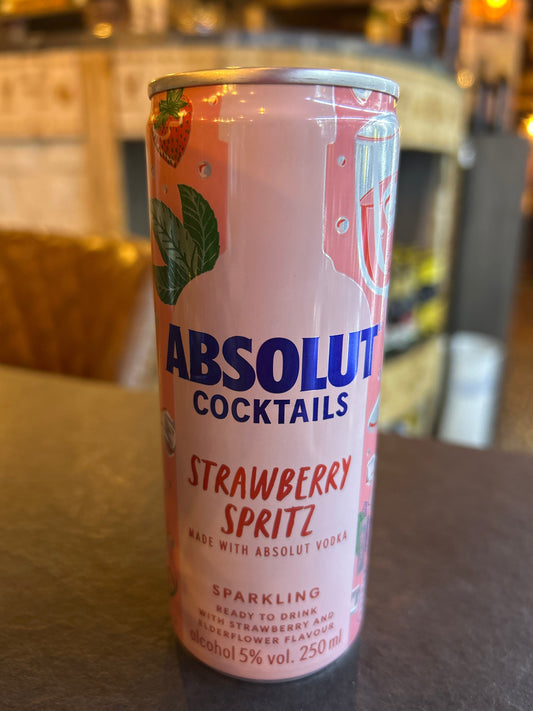 ABSOLUT
COCKTAILS
STRAWBERRY
SPRITZ
MADE WITH ABSOLUT VODKA
SPARKLING
READY TO DRINK
WITH STRAWBERRY AND
ELDERFLOWER FLAVOUR
alcohol 5% vol. 250 ml